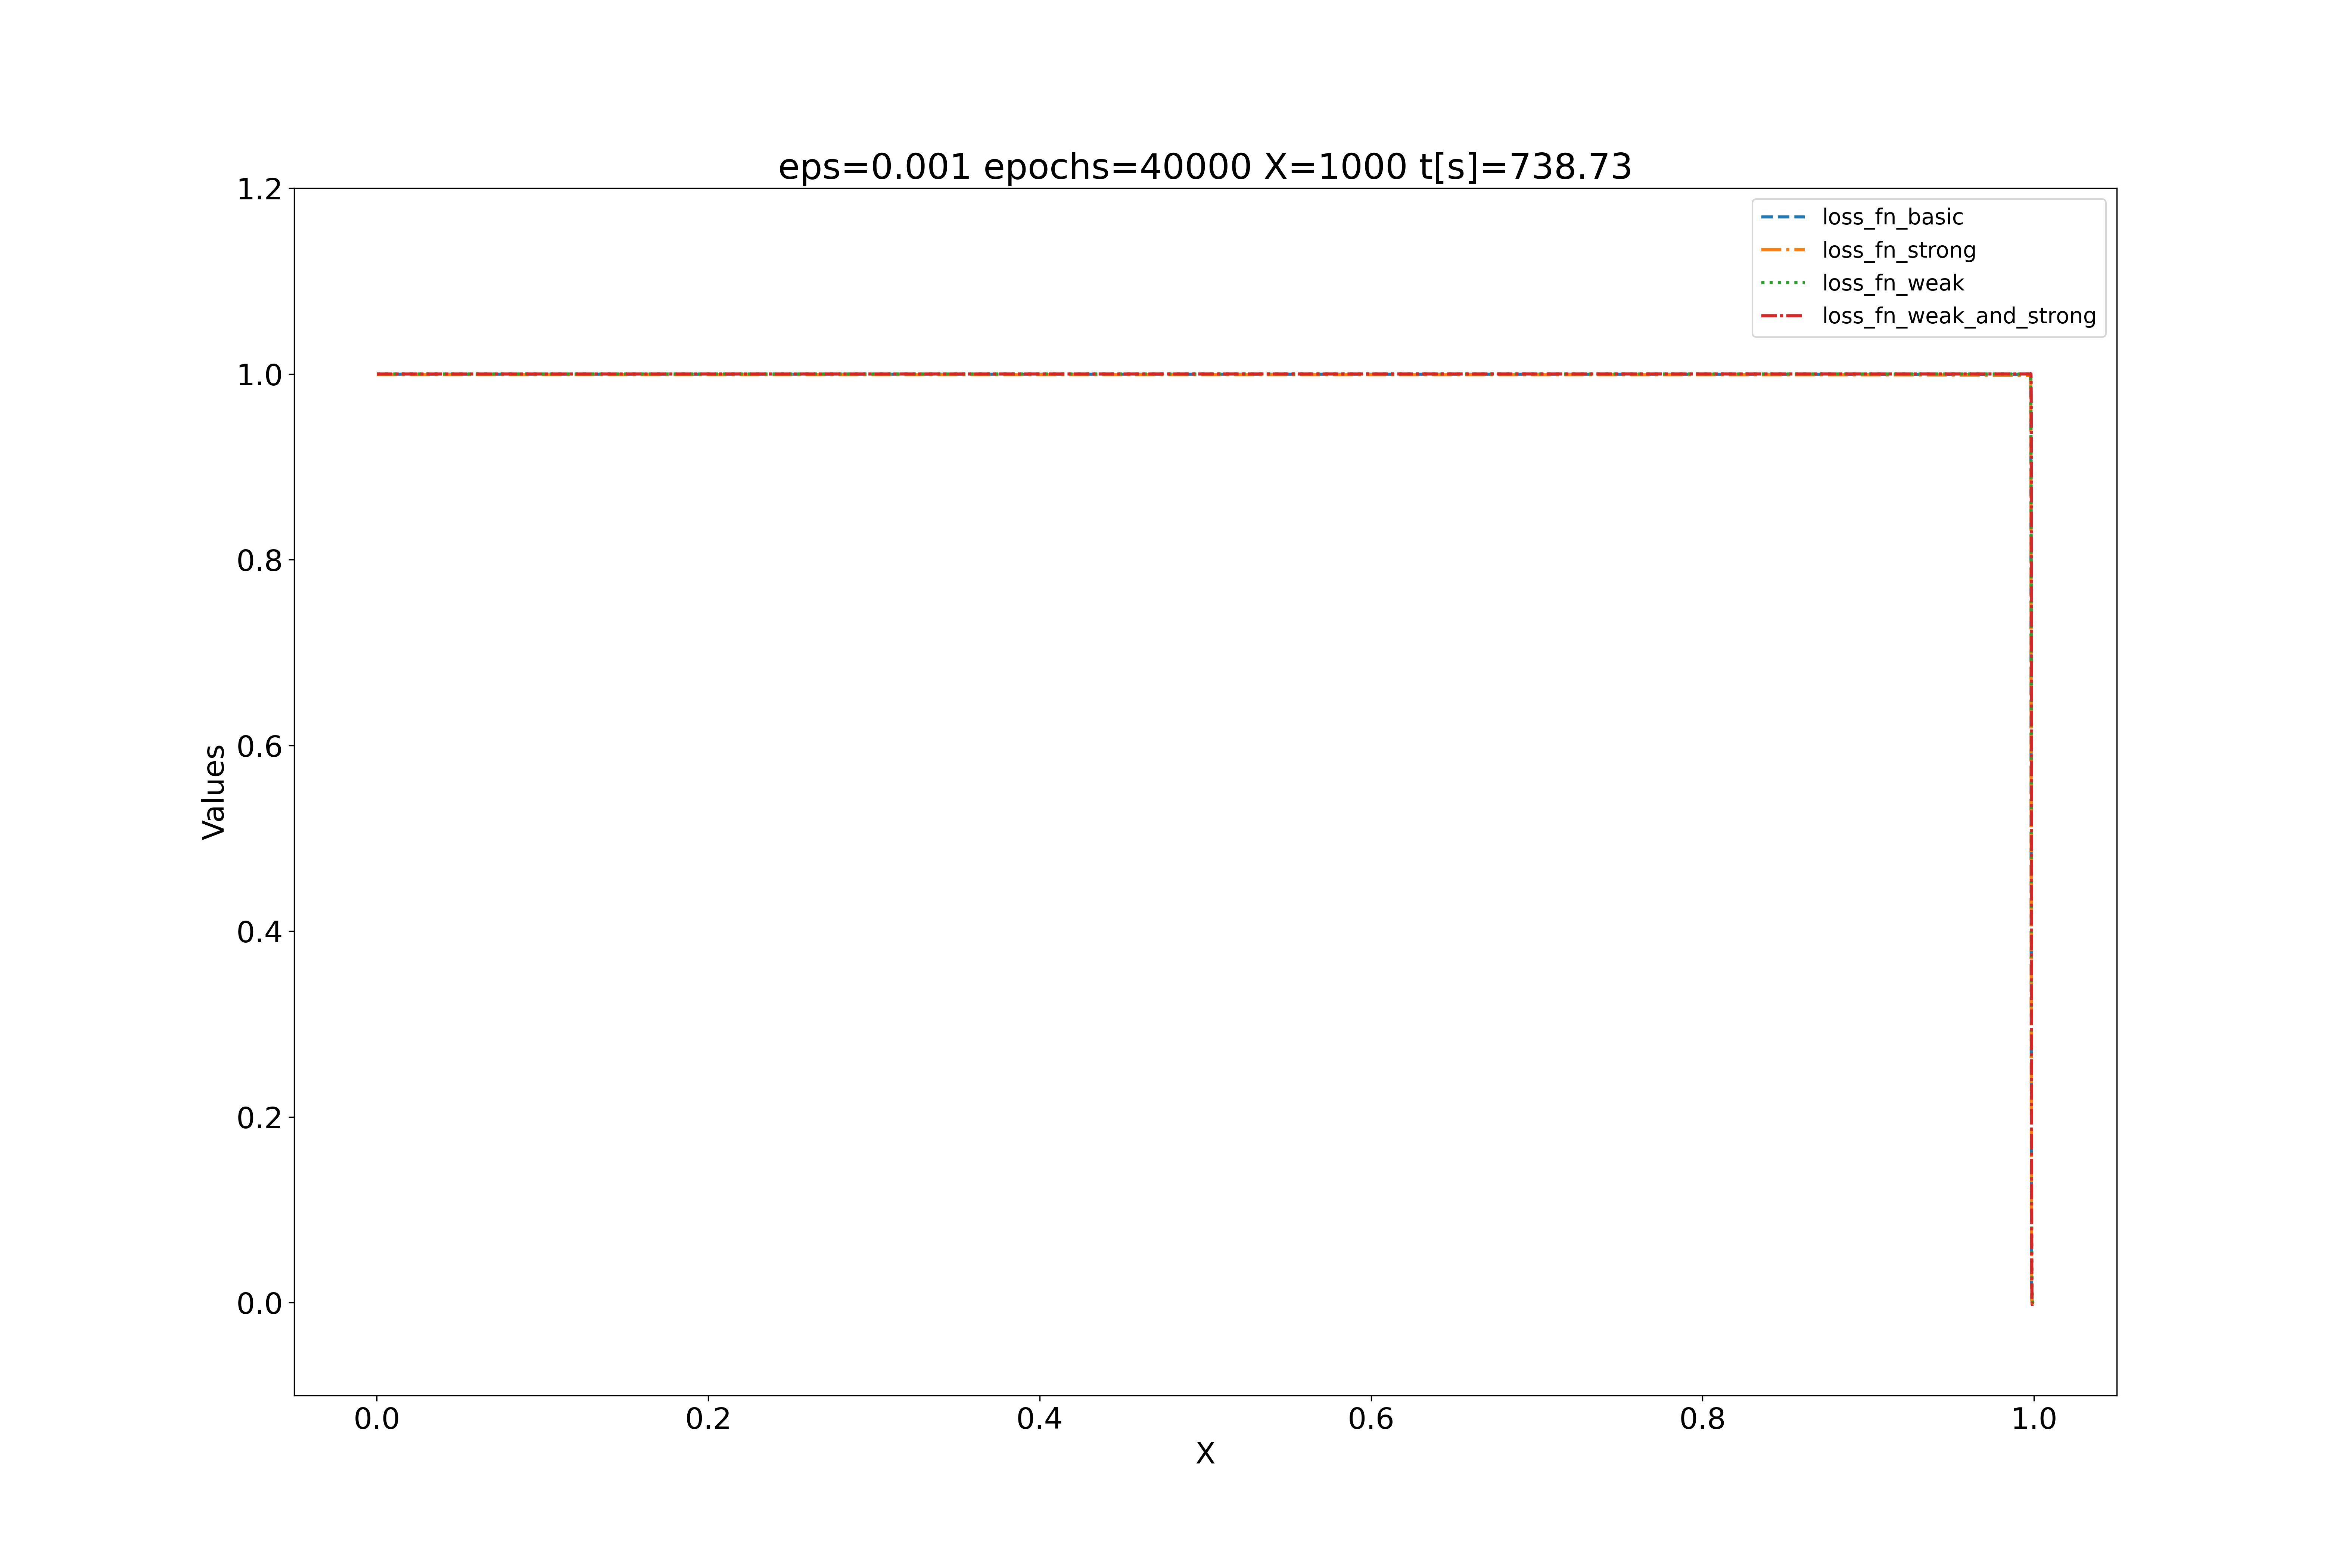 eps=0.001 epochs=40000 X=1000 t[s]=738.73
loss_fn_basic
loss_fn_strong
loss_fn_weak
loss_fn_weak_and_strong
1.2
1.0
0.8
0.6
0.4
0.2
0.0
Values
0.0 0.2 0.4 0.6 0.8 1.0
X